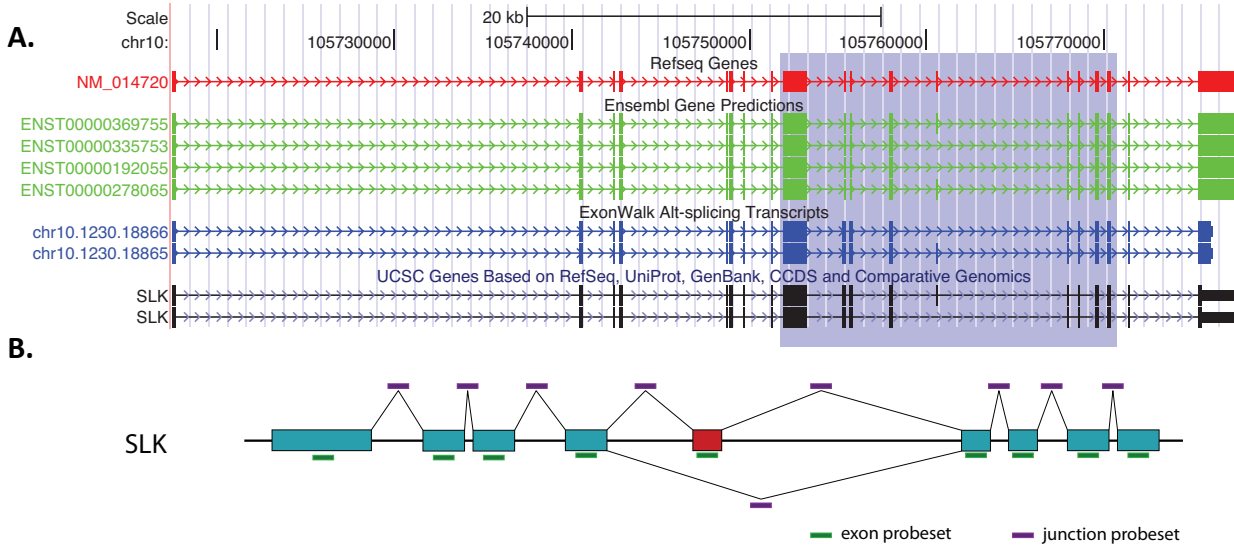 A.
Scale
20 kb
chr10:
105730000
105740000
105750000
105760000
105770000
Refseq Genes
NM_014720
Ensembl Gene Predictions
ENST00000369755
ENST00000335753
ENST00000192055
ENST00000278065
ExonWalk Alt-splicing Transcripts
chr10.1230.18866
chr10.1230.18865
UCSC Genes Based on RefSeq, UniProt, GenBank, CCDS and Comparative Genomics
SLK
SLK
B.
SLK
exon probeset
junction probeset